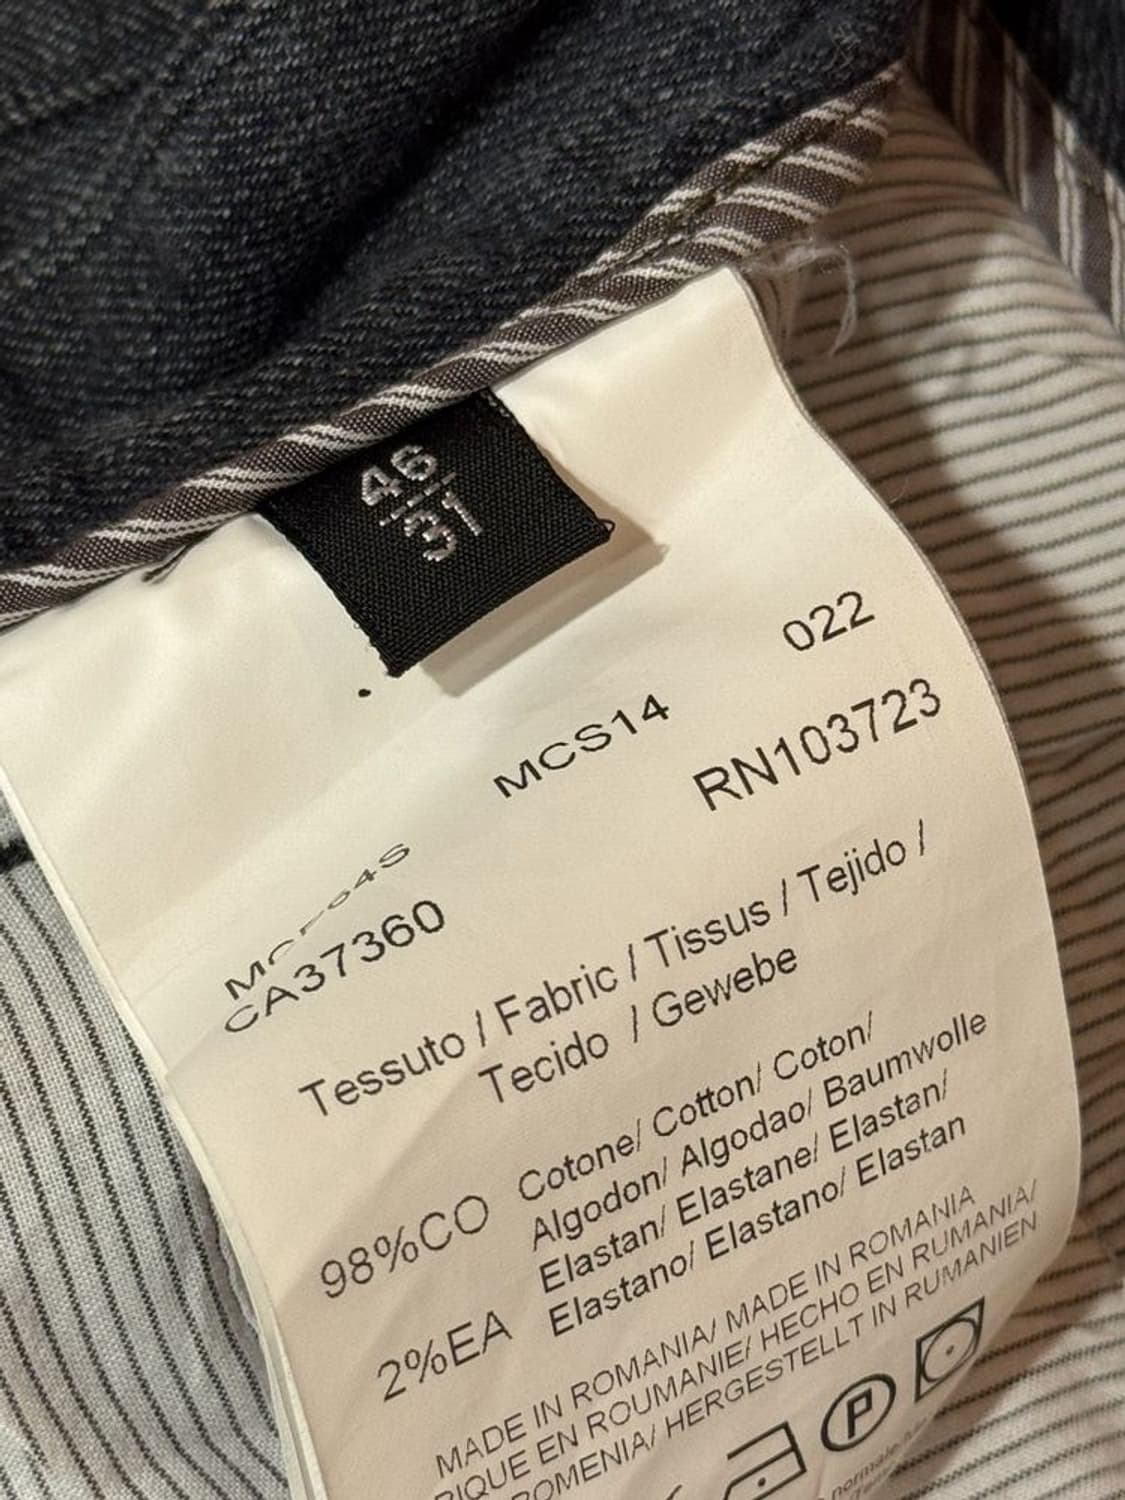 46
31
022
MCS14
RN103723
CA37360
Tessuto / Fabric / Tissus / Tejido /
Tecido / Gewebe
98%CO Cotone/ Cotton/ Coton/
Algodon/ Algodao/ Baumwolle
2%EA Elastan/ Elastane/ Elastan/
Elastano/ Elastano/ Elastan
MADE IN ROMANIA/ MADE IN ROMANIA
RIQUE EN ROUMANIE/ HECHO EN RUMANIA/
ROMENIA/ HERGESTELLT IN RUMANIEN
P